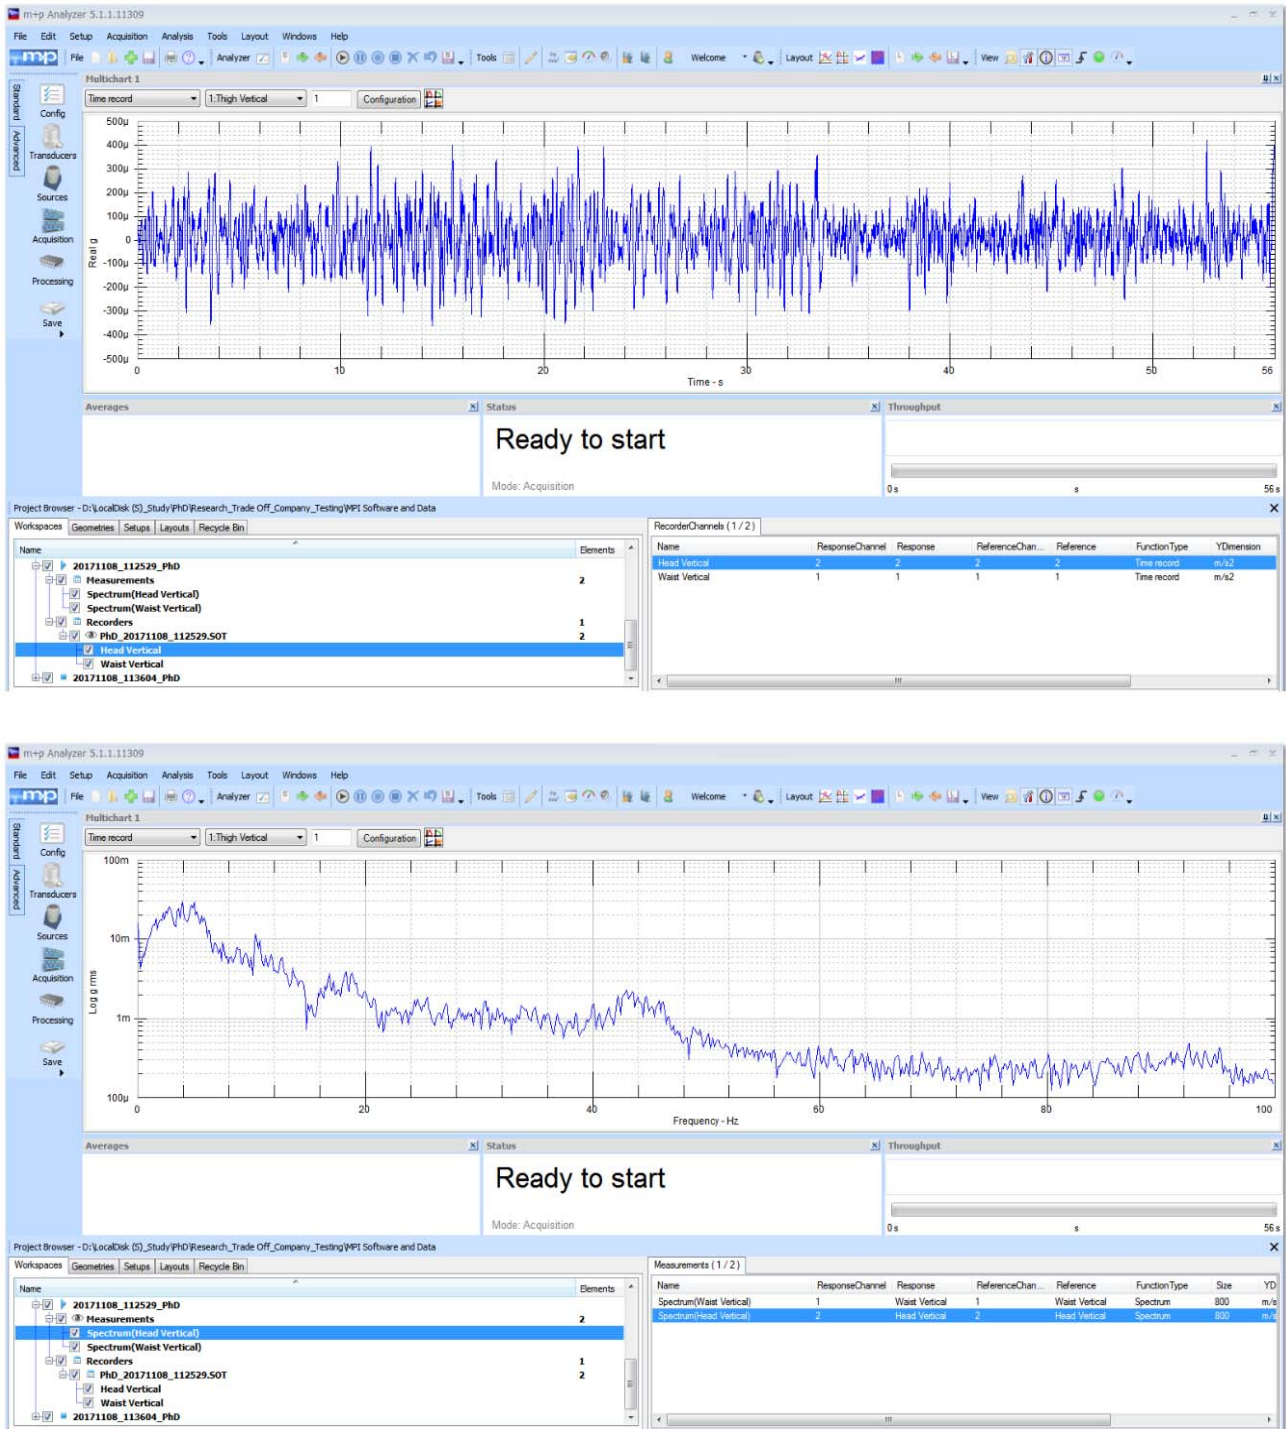 m+p Analyzer 5.1.1.11309
File Edit Setup Acquisition Analysis Tools Layout Windows Help
mp File Analyzer Tools Welcome Layout View
Multichart 1
Standard
Advanced
Time record 1:Thigh Vertical 1 Configuration
Config
Transducers
Sources
Acquisition
Processing
Save
500µ
400µ
300µ
200µ
100µ
0
-100µ
-200µ
-300µ
-400µ
-500µ
Real g
0 10 20 30 40 50 56
Time - s
Averages Status Throughput
Ready to start
Mode: Acquisition
0 s s 56 s
Project Browser - D:\LocalDisk (S)_Study\PhD\Research_Trade Off_Company_Testing\MPI Software and Data
Workspaces Geometries Setups Layouts Recycle Bin
RecorderChannels ( 1 / 2 )
Name Elements
Name ResponseChannel Response ReferenceChan... Reference FunctionType YDimension
Head Vertical 2 2 2 2 Time record m/s2
Waist Vertical 1 1 1 1 Time record m/s2
20171108_112529_PhD
Measurements 2
Spectrum(Head Vertical)
Spectrum(Waist Vertical)
Recorders 1
PhD_20171108_112529.SOT 2
Head Vertical
Waist Vertical
20171108_113604_PhD
m+p Analyzer 5.1.1.11309
File Edit Setup Acquisition Analysis Tools Layout Windows Help
mp File Analyzer Tools Welcome Layout View
Multichart 1
Standard
Advanced
Time record 1:Thigh Vertical 1 Configuration
Config
Transducers
Sources
Acquisition
Processing
Save
100m
10m
1m
100µ
Log g rms
0 20 40 60 80 100
Frequency - Hz
Averages Status Throughput
Ready to start
Mode: Acquisition
0 s s 56 s
Project Browser - D:\LocalDisk (S)_Study\PhD\Research_Trade Off_Company_Testing\MPI Software and Data
Workspaces Geometries Setups Layouts Recycle Bin
Measurements ( 1 / 2 )
Name Elements
Name ResponseChannel Response ReferenceChan... Reference FunctionType Size YD
Spectrum(Waist Vertical) 1 Waist Vertical 1 Waist Vertical Spectrum 800 m/s
Spectrum(Head Vertical) 2 Head Vertical 2 Head Vertical Spectrum 800 m/s
20171108_112529_PhD
Measurements 2
Spectrum(Head Vertical)
Spectrum(Waist Vertical)
Recorders 1
PhD_20171108_112529.SOT 2
Head Vertical
Waist Vertical
20171108_113604_PhD